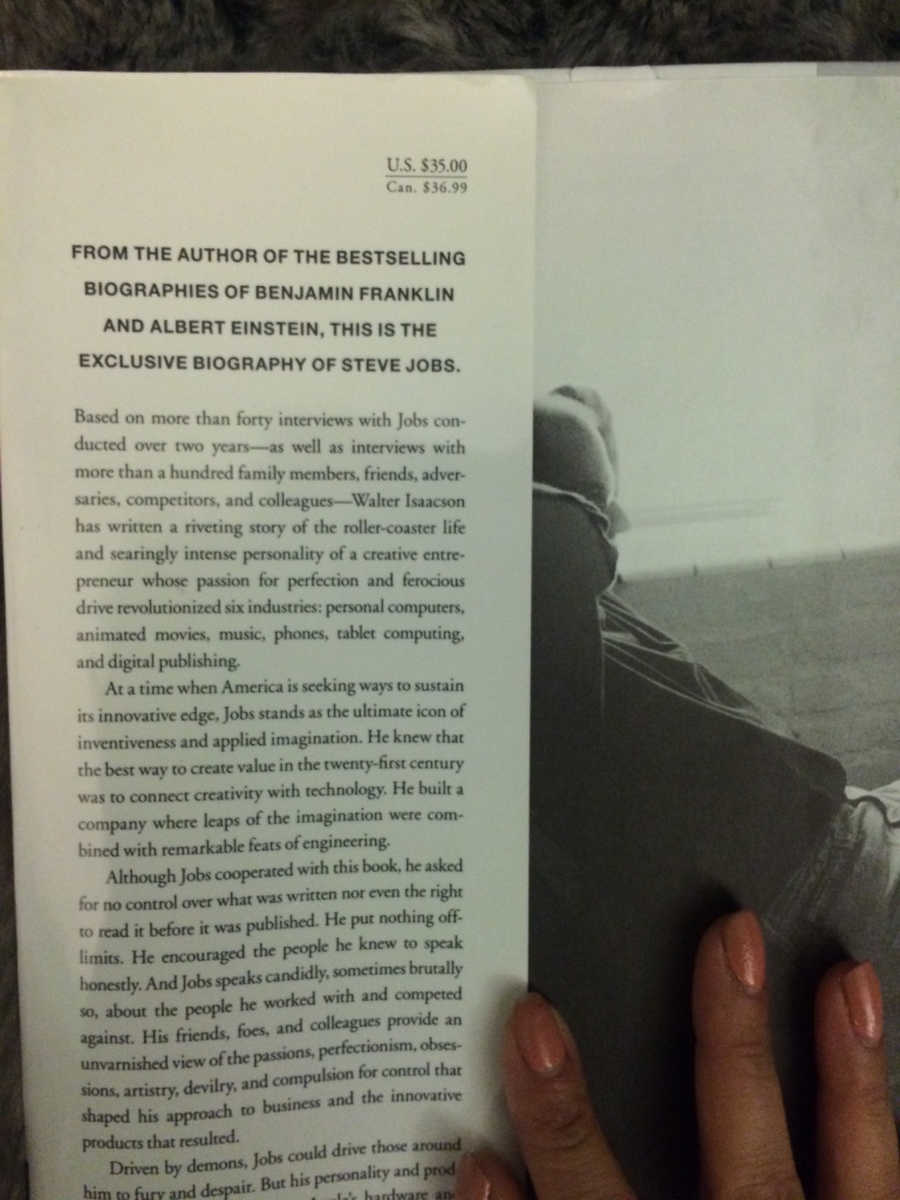 U.S. $35.00
Can. $36.99
FROM THE AUTHOR OF THE BESTSELLING
BIOGRAPHIES OF BENJAMIN FRANKLIN
AND ALBERT EINSTEIN, THIS IS THE
EXCLUSIVE BIOGRAPHY OF STEVE JOBS.
Based on more than forty interviews with Jobs con-
ducted over two years—as well as interviews with
more than a hundred family members, friends, adver-
saries, competitors, and colleagues—Walter Isaacson
has written a riveting story of the roller-coaster life
and searingly intense personality of a creative entre-
preneur whose passion for perfection and ferocious
drive revolutionized six industries: personal computers,
animated movies, music, phones, tablet computing,
and digital publishing.
At a time when America is seeking ways to sustain
its innovative edge, Jobs stands as the ultimate icon of
inventiveness and applied imagination. He knew that
the best way to create value in the twenty-first century
was to connect creativity with technology. He built a
company where leaps of the imagination were com-
bined with remarkable feats of engineering.
Although Jobs cooperated with this book, he asked
for no control over what was written nor even the right
to read it before it was published. He put nothing off-
limits. He encouraged the people he knew to speak
honestly. And Jobs speaks candidly, sometimes brutally
so, about the people he worked with and competed
against. His friends, foes, and colleagues provide an
unvarnished view of the passions, perfectionism, obses-
sions, artistry, devilry, and compulsion for control that
shaped his approach to business and the innovative
products that resulted.
Driven by demons, Jobs could drive those around
him to fury and despair. But his personality and prod-
hardware